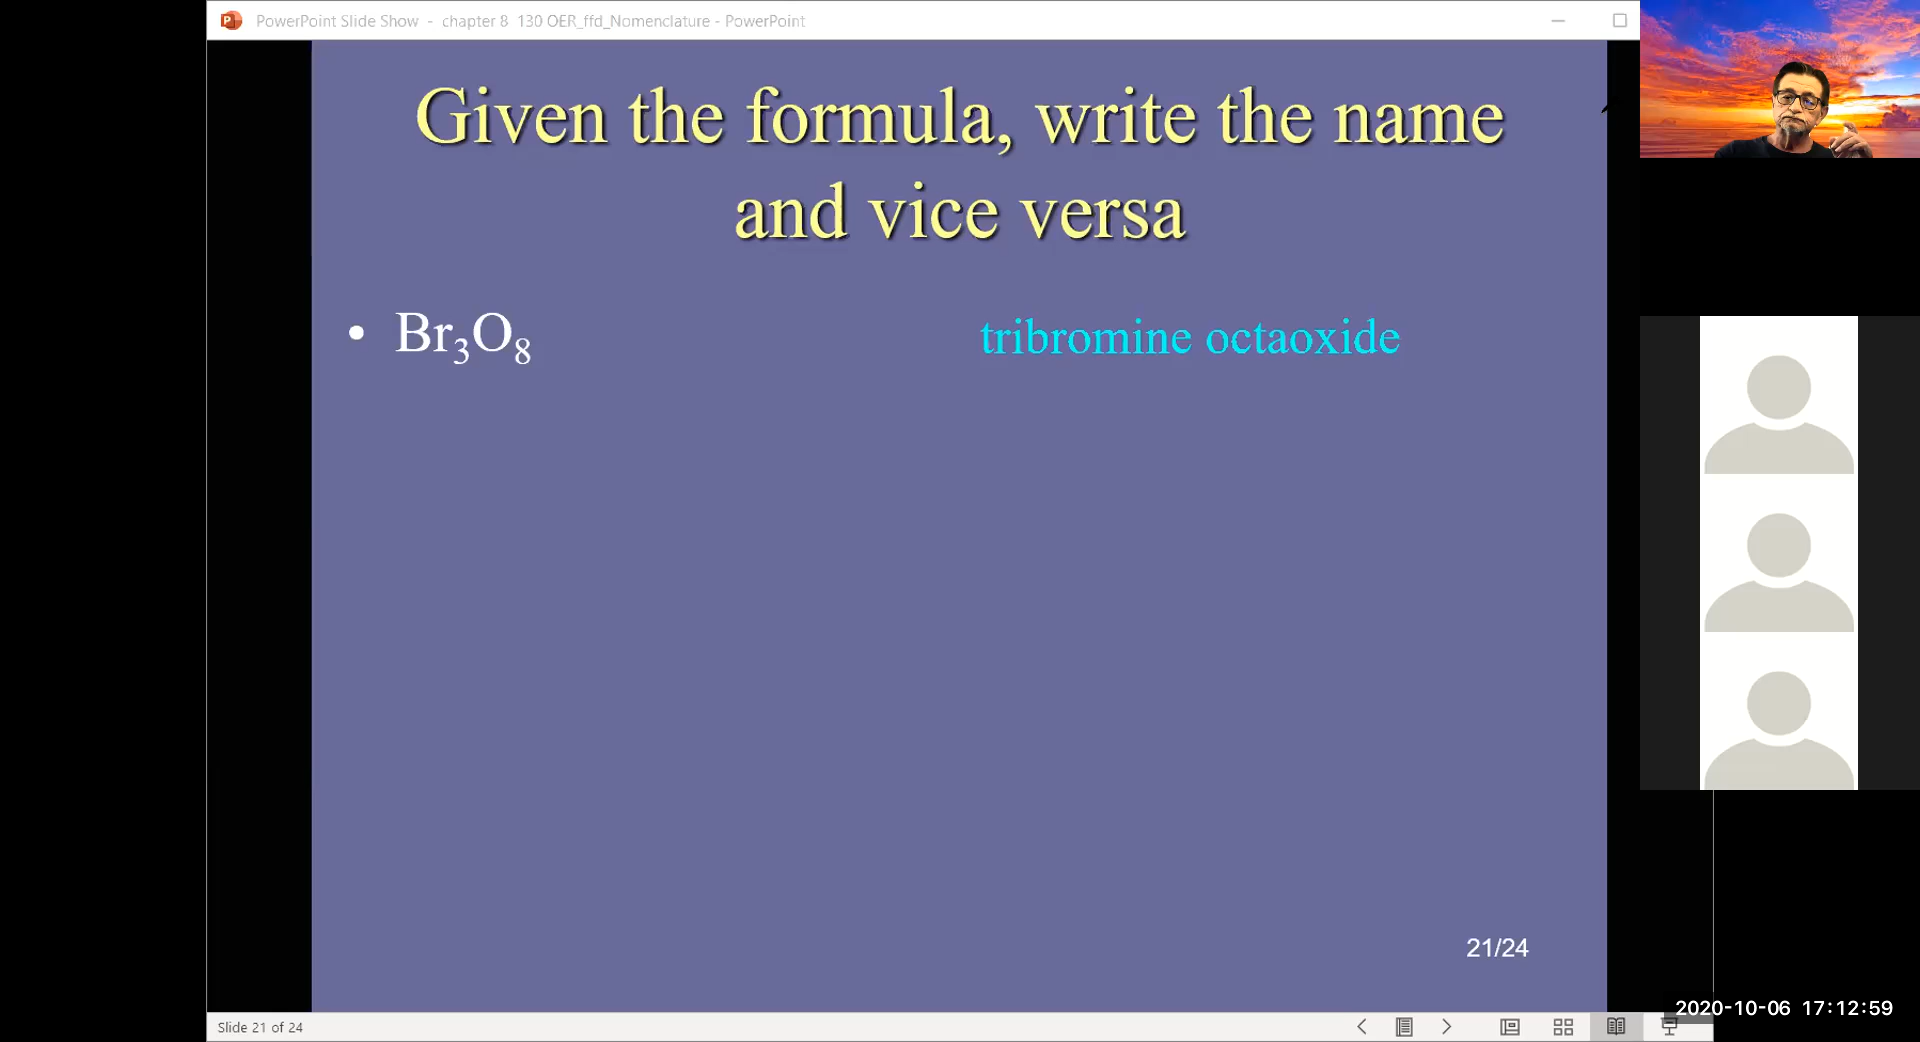 PowerPoint Slide Show - chapter 8 130 OER_ffd_Nomenclature - PowerPoint
Given the formula, write the name
and vice versa
• Br₃O₈
tribromine octaoxide
21/24
2020-10-06 17:12:59
Slide 21 of 24